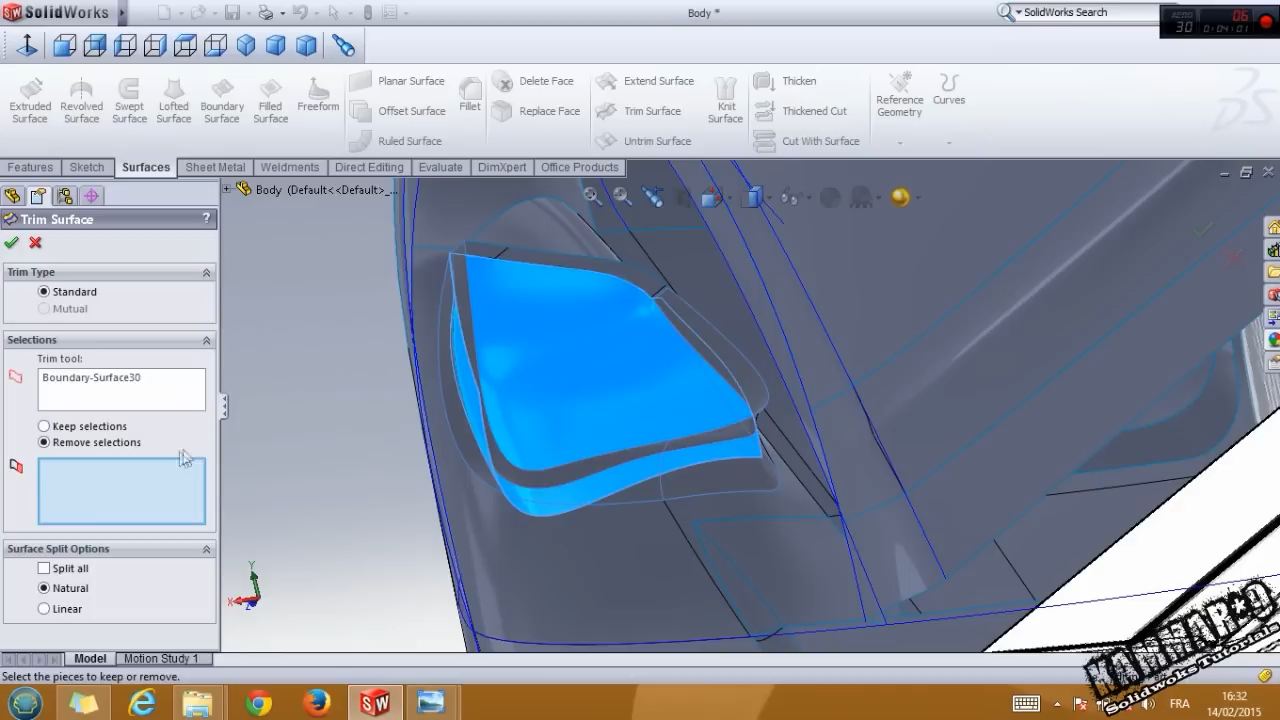 SolidWorks
Body *
SolidWorks Search
06
30 0:04:01
Extruded Surface
Revolved Surface
Swept Surface
Lofted Surface
Boundary Surface
Filled Surface
Freeform
Planar Surface
Offset Surface
Ruled Surface
Fillet
Delete Face
Replace Face
Extend Surface
Trim Surface
Untrim Surface
Knit Surface
Thicken
Thickened Cut
Cut With Surface
Reference Geometry
Curves
Features Sketch Surfaces Sheet Metal Weldments Direct Editing Evaluate DimXpert Office Products
Body (Default<<Default>_...
Trim Surface ?
Trim Type
Standard
Mutual
Selections
Trim tool:
Boundary-Surface30
Keep selections
Remove selections
Surface Split Options
Split all
Natural
Linear
Y
X
Z
Model Motion Study 1
Select the pieces to keep or remove.
Solidwoks Tutorials
FRA
16:32
14/02/2015